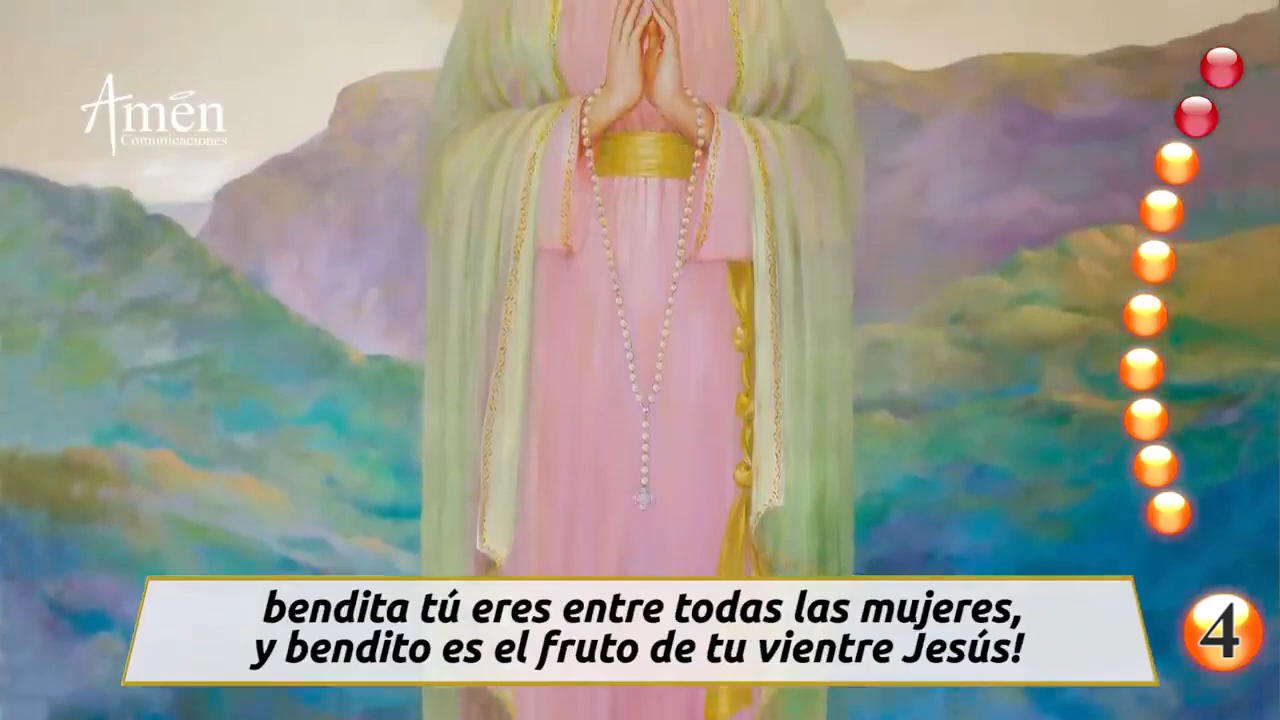 Amén
Comunicaciones
bendita tú eres entre todas las mujeres,
y bendito es el fruto de tu vientre Jesús!
4